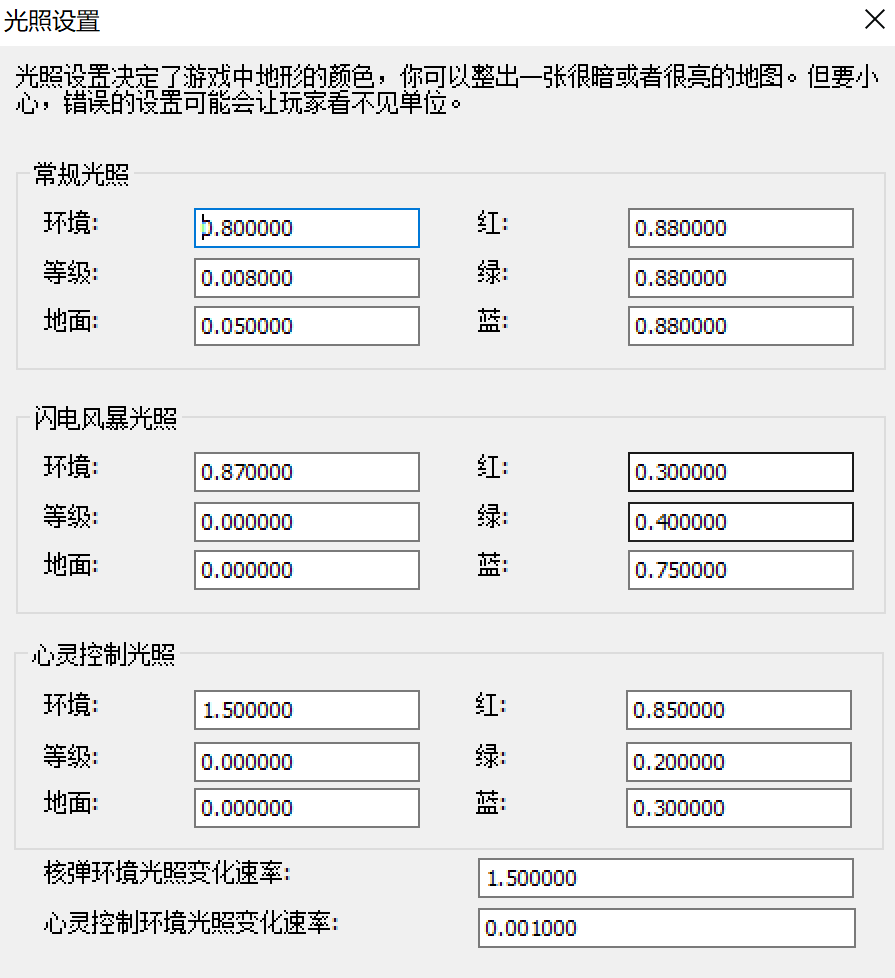 光照设置
光照设置决定了游戏中地形的颜色，你可以整出一张很暗或者很亮的地图。但要小
心，错误的设置可能会让玩家看不见单位。
常规光照
环境: 0.800000 红: 0.880000
等级: 0.008000 绿: 0.880000
地面: 0.050000 蓝: 0.880000
闪电风暴光照
环境: 0.870000 红: 0.300000
等级: 0.000000 绿: 0.400000
地面: 0.000000 蓝: 0.750000
心灵控制光照
环境: 1.500000 红: 0.850000
等级: 0.000000 绿: 0.200000
地面: 0.000000 蓝: 0.300000
核弹环境光照变化速率: 1.500000
心灵控制环境光照变化速率: 0.001000